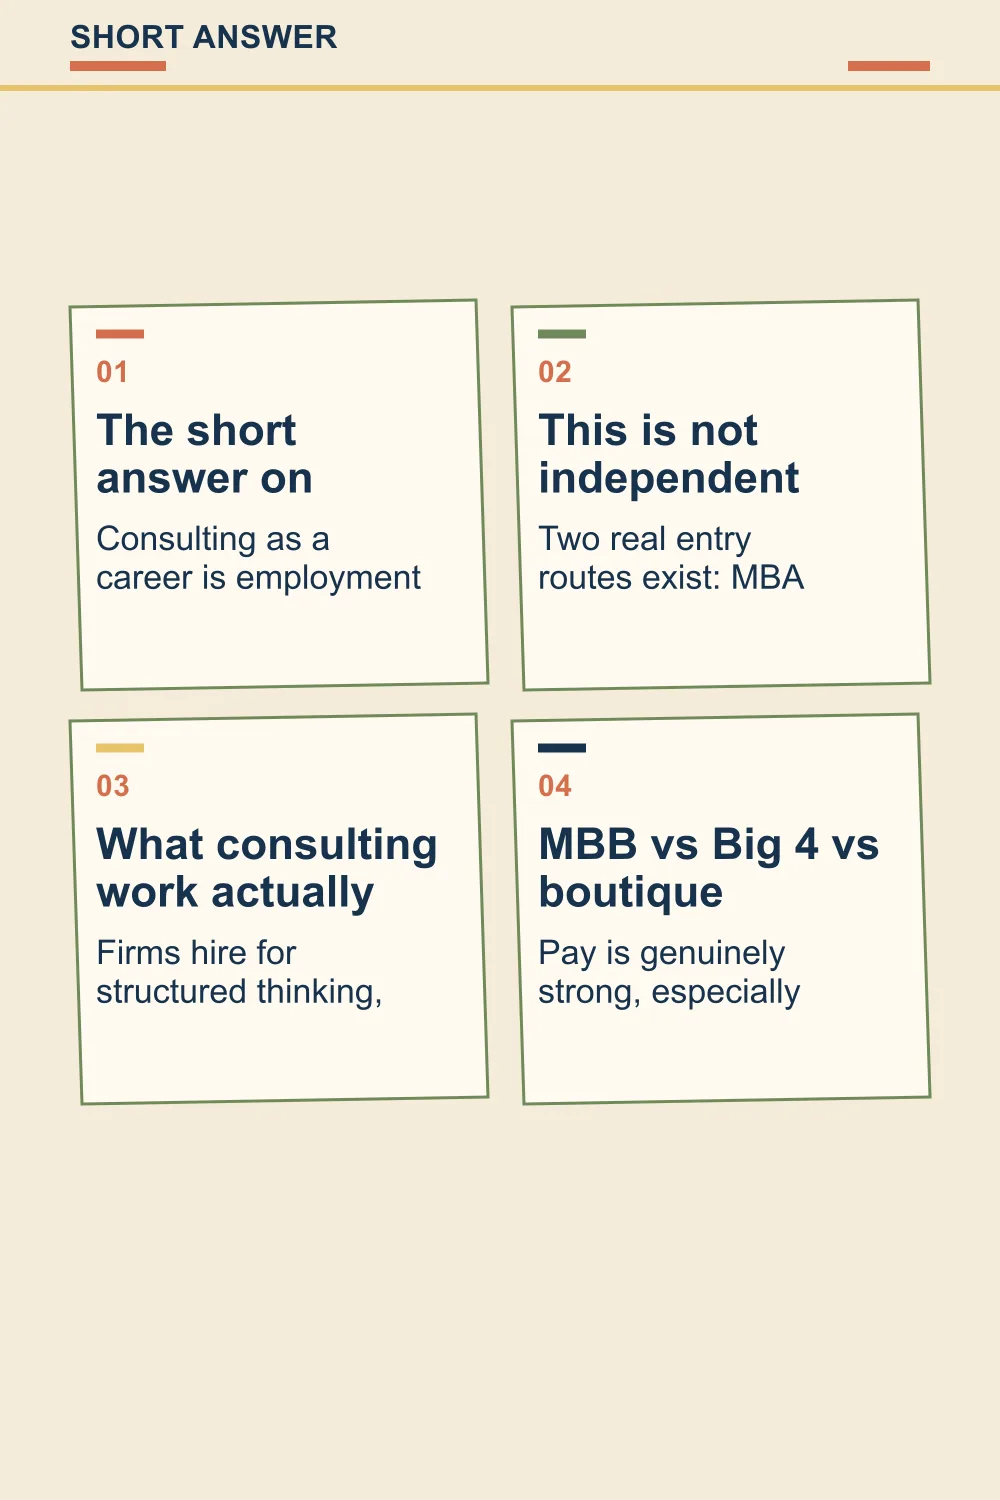 SHORT ANSWER
01
The short
answer on
Consulting as a
career is employment
02
This is not
independent
Two real entry
routes exist: MBA
03
What consulting
work actually
Firms hire for
structured thinking,
04
MBB vs Big 4 vs
boutique
Pay is genuinely
strong, especially